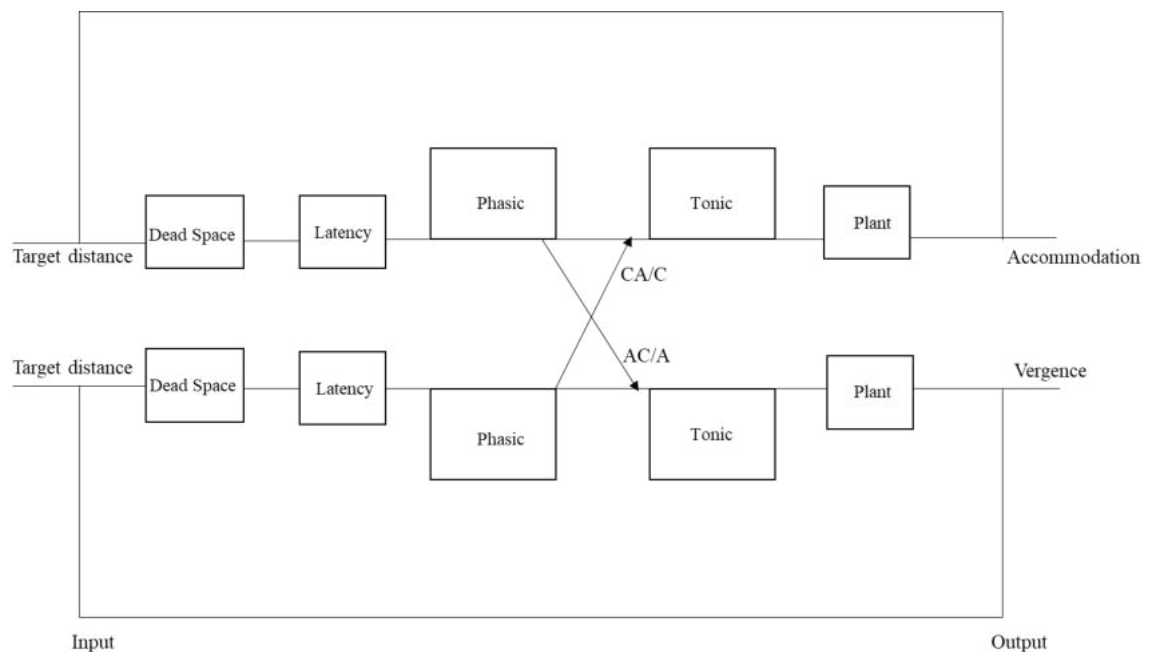 Phasic
Tonic
Dead Space
Latency
Plant
Target distance
Accommodation
CA/C
Target distance
AC/A
Vergence
Dead Space
Latency
Plant
Phasic
Tonic
Input
Output